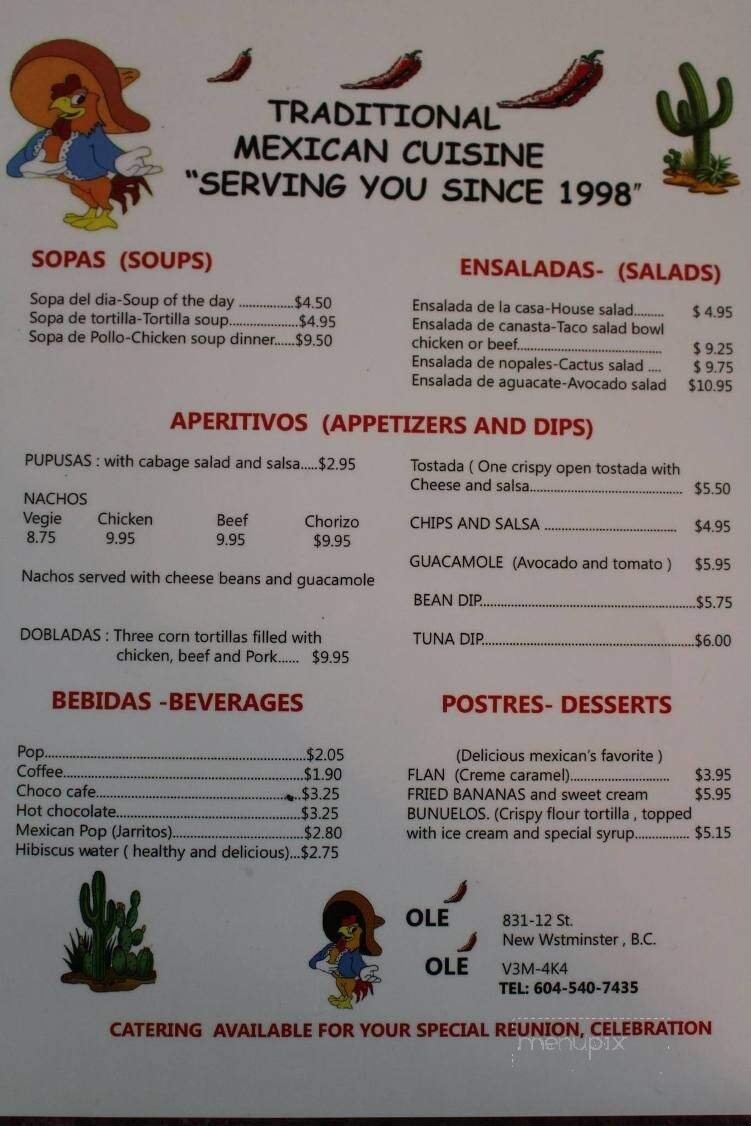 TRADITIONAL
MEXICAN CUISINE
"SERVING YOU SINCE 1998"
SOPAS (SOUPS)
Sopa del dia-Soup of the day ................$4.50
Sopa de tortilla-Tortilla soup.....................$4.95
Sopa de Pollo-Chicken soup dinner......$9.50
ENSALADAS- (SALADS)
Ensalada de la casa-House salad......... $ 4.95
Ensalada de canasta-Taco salad bowl
chicken or beef............................................ $ 9.25
Ensalada de nopales-Cactus salad .... $ 9.75
Ensalada de aguacate-Avocado salad $10.95
APERITIVOS (APPETIZERS AND DIPS)
PUPUSAS : with cabage salad and salsa.....$2.95
NACHOS
Vegie Chicken Beef Chorizo
8.75 9.95 9.95 $9.95
Nachos served with cheese beans and guacamole
DOBLADAS : Three corn tortillas filled with
chicken, beef and Pork...... $9.95
Tostada ( One crispy open tostada with
Cheese and salsa............................................... $5.50
CHIPS AND SALSA ........................................ $4.95
GUACAMOLE (Avocado and tomato ) $5.95
BEAN DIP..................................................................$5.75
TUNA DIP.................................................................$6.00
BEBIDAS -BEVERAGES
Pop................................................................................$2.05
Coffee.........................................................................$1.90
Choco cafe...............................................................$3.25
Hot chocolate.........................................................$3.25
Mexican Pop (Jarritos).......................................$2.80
Hibiscus water ( healthy and delicious)...$2.75
POSTRES- DESSERTS
(Delicious mexican's favorite )
FLAN (Creme caramel).............................. $3.95
FRIED BANANAS and sweet cream $5.95
BUNUELOS. (Crispy flour tortilla , topped
with ice cream and special syrup................ $5.15
OLE
OLE
831-12 St.
New Wstminster , B.C.
V3M-4K4
TEL: 604-540-7435
CATERING AVAILABLE FOR YOUR SPECIAL REUNION, CELEBRATION
menupix